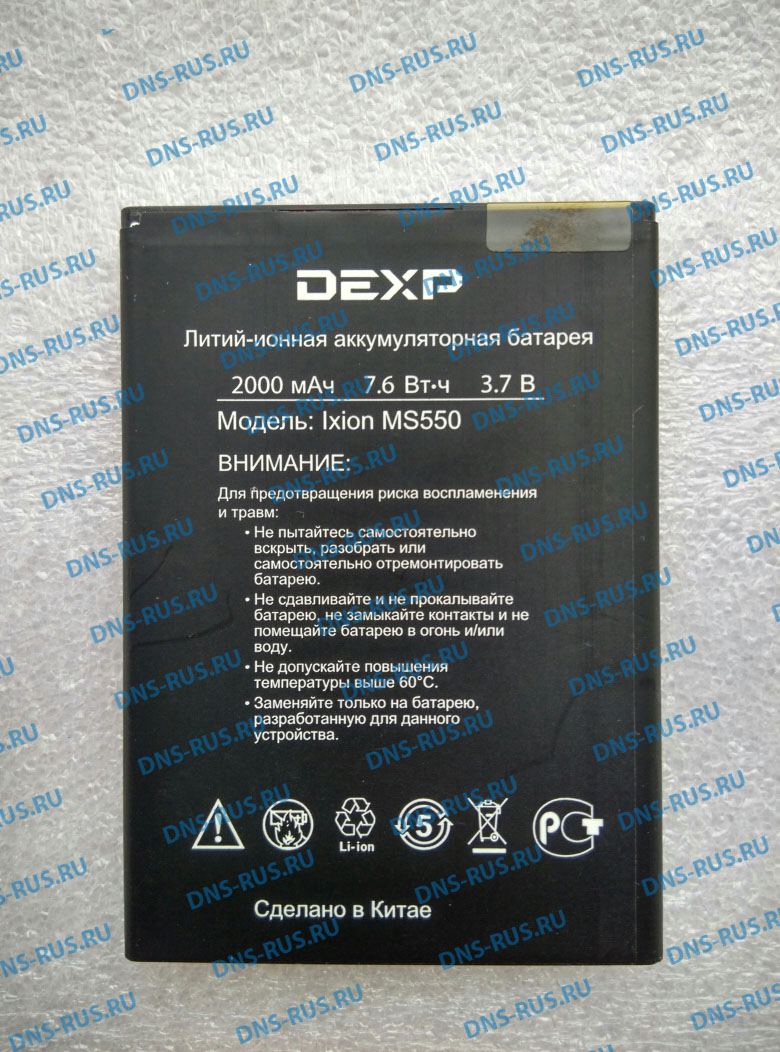 DEXP
Литий-ионная аккумуляторная батарея
2000 мАч 7.6 Вт·ч 3.7 В
Модель: Ixion MS550
ВНИМАНИЕ:
Для предотвращения риска воспламенения
и травм:
• Не пытайтесь самостоятельно
вскрыть, разобрать или
самостоятельно отремонтировать
батарею.
• Не сдавливайте и не прокалывайте
батарею, не замыкайте контакты и не
помещайте батарею в огонь и/или
воду.
• Не допускайте повышения
температуры выше 60°С.
• Заменяйте только на батарею,
разработанную для данного
устройства.
Li-ion
5
РСТ
Сделано в Китае
DNS-RUS.RU